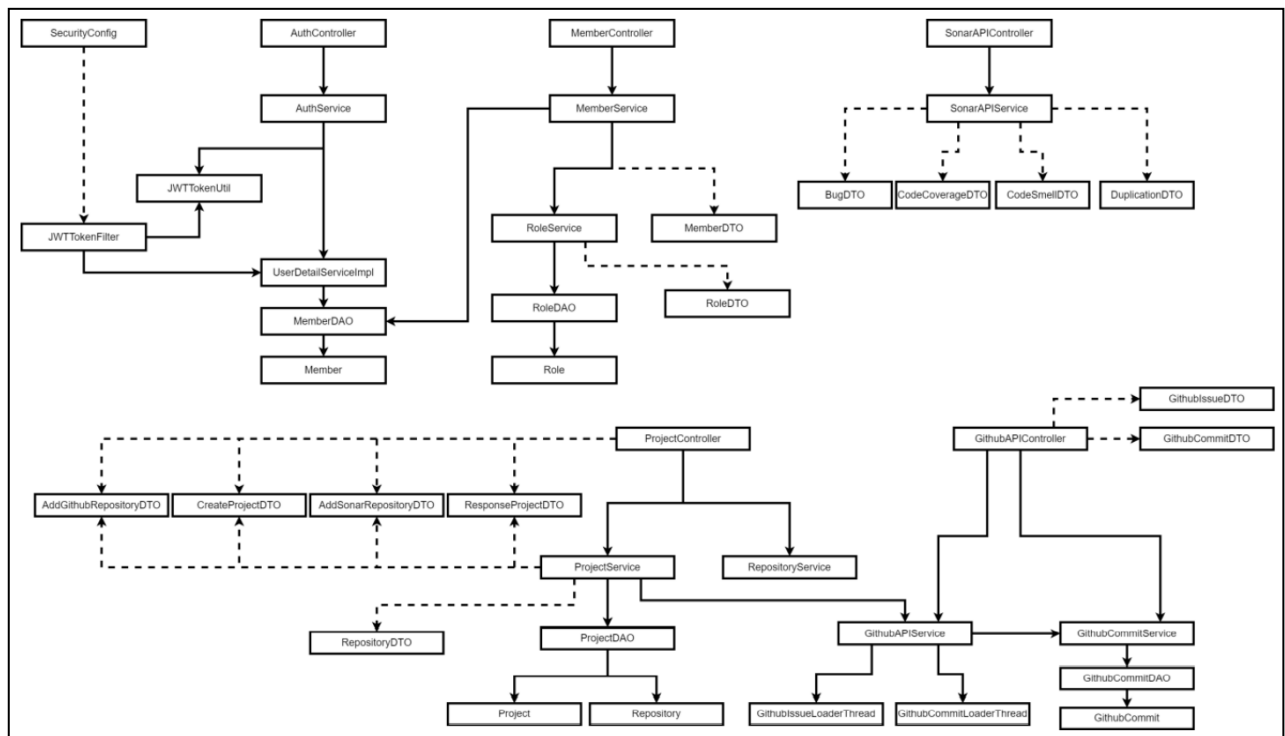 SecurityConfig
AuthController
MemberController
SonarAPIController
AuthService
MemberService
SonarAPIService
JWTTokenUtil
BugDTO
CodeCoverageDTO
CodeSmellDTO
DuplicationDTO
JWTTokenFilter
RoleService
MemberDTO
UserDetailServiceImpl
MemberDAO
RoleDAO
RoleDTO
Member
Role
GithubIssueDTO
ProjectController
GithubAPIController
GithubCommitDTO
AddGithubRepositoryDTO
CreateProjectDTO
AddSonarRepositoryDTO
ResponseProjectDTO
ProjectService
RepositoryService
RepositoryDTO
ProjectDAO
GithubAPIService
GithubCommitService
GithubCommitDAO
Project
Repository
GithubIssueLoaderThread
GithubCommitLoaderThread
GithubCommit